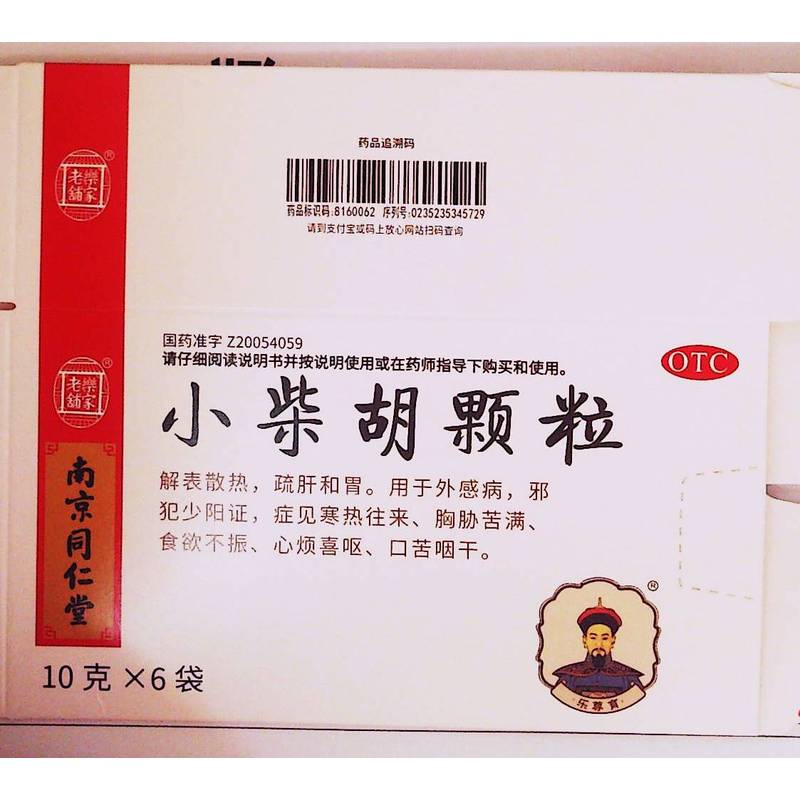 药品追溯码
药品标识码:8160062 序列号:0235235345729
请到支付宝或码上放心网站扫码查询
老樂
舖家
®
国药准字 Z20054059
请仔细阅读说明书并按说明使用或在药师指导下购买和使用。
OTC
老樂
舖家
®
小柴胡颗粒
解表散热，疏肝和胃。用于外感病，邪
犯少阳证，症见寒热往来、胸胁苦满、
食欲不振、心烦喜呕、口苦咽干。
南京同仁堂
10克×6袋
®
乐尊育